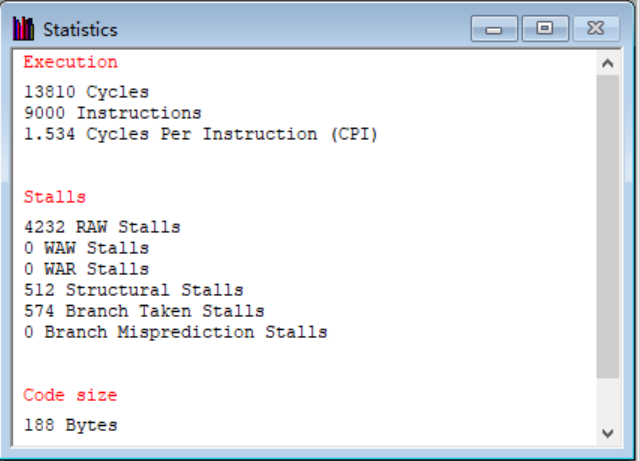 Statistics
Execution
13810 Cycles
9000 Instructions
1.534 Cycles Per Instruction (CPI)
Stalls
4232 RAW Stalls
0 WAW Stalls
0 WAR Stalls
512 Structural Stalls
574 Branch Taken Stalls
0 Branch Misprediction Stalls
Code size
188 Bytes